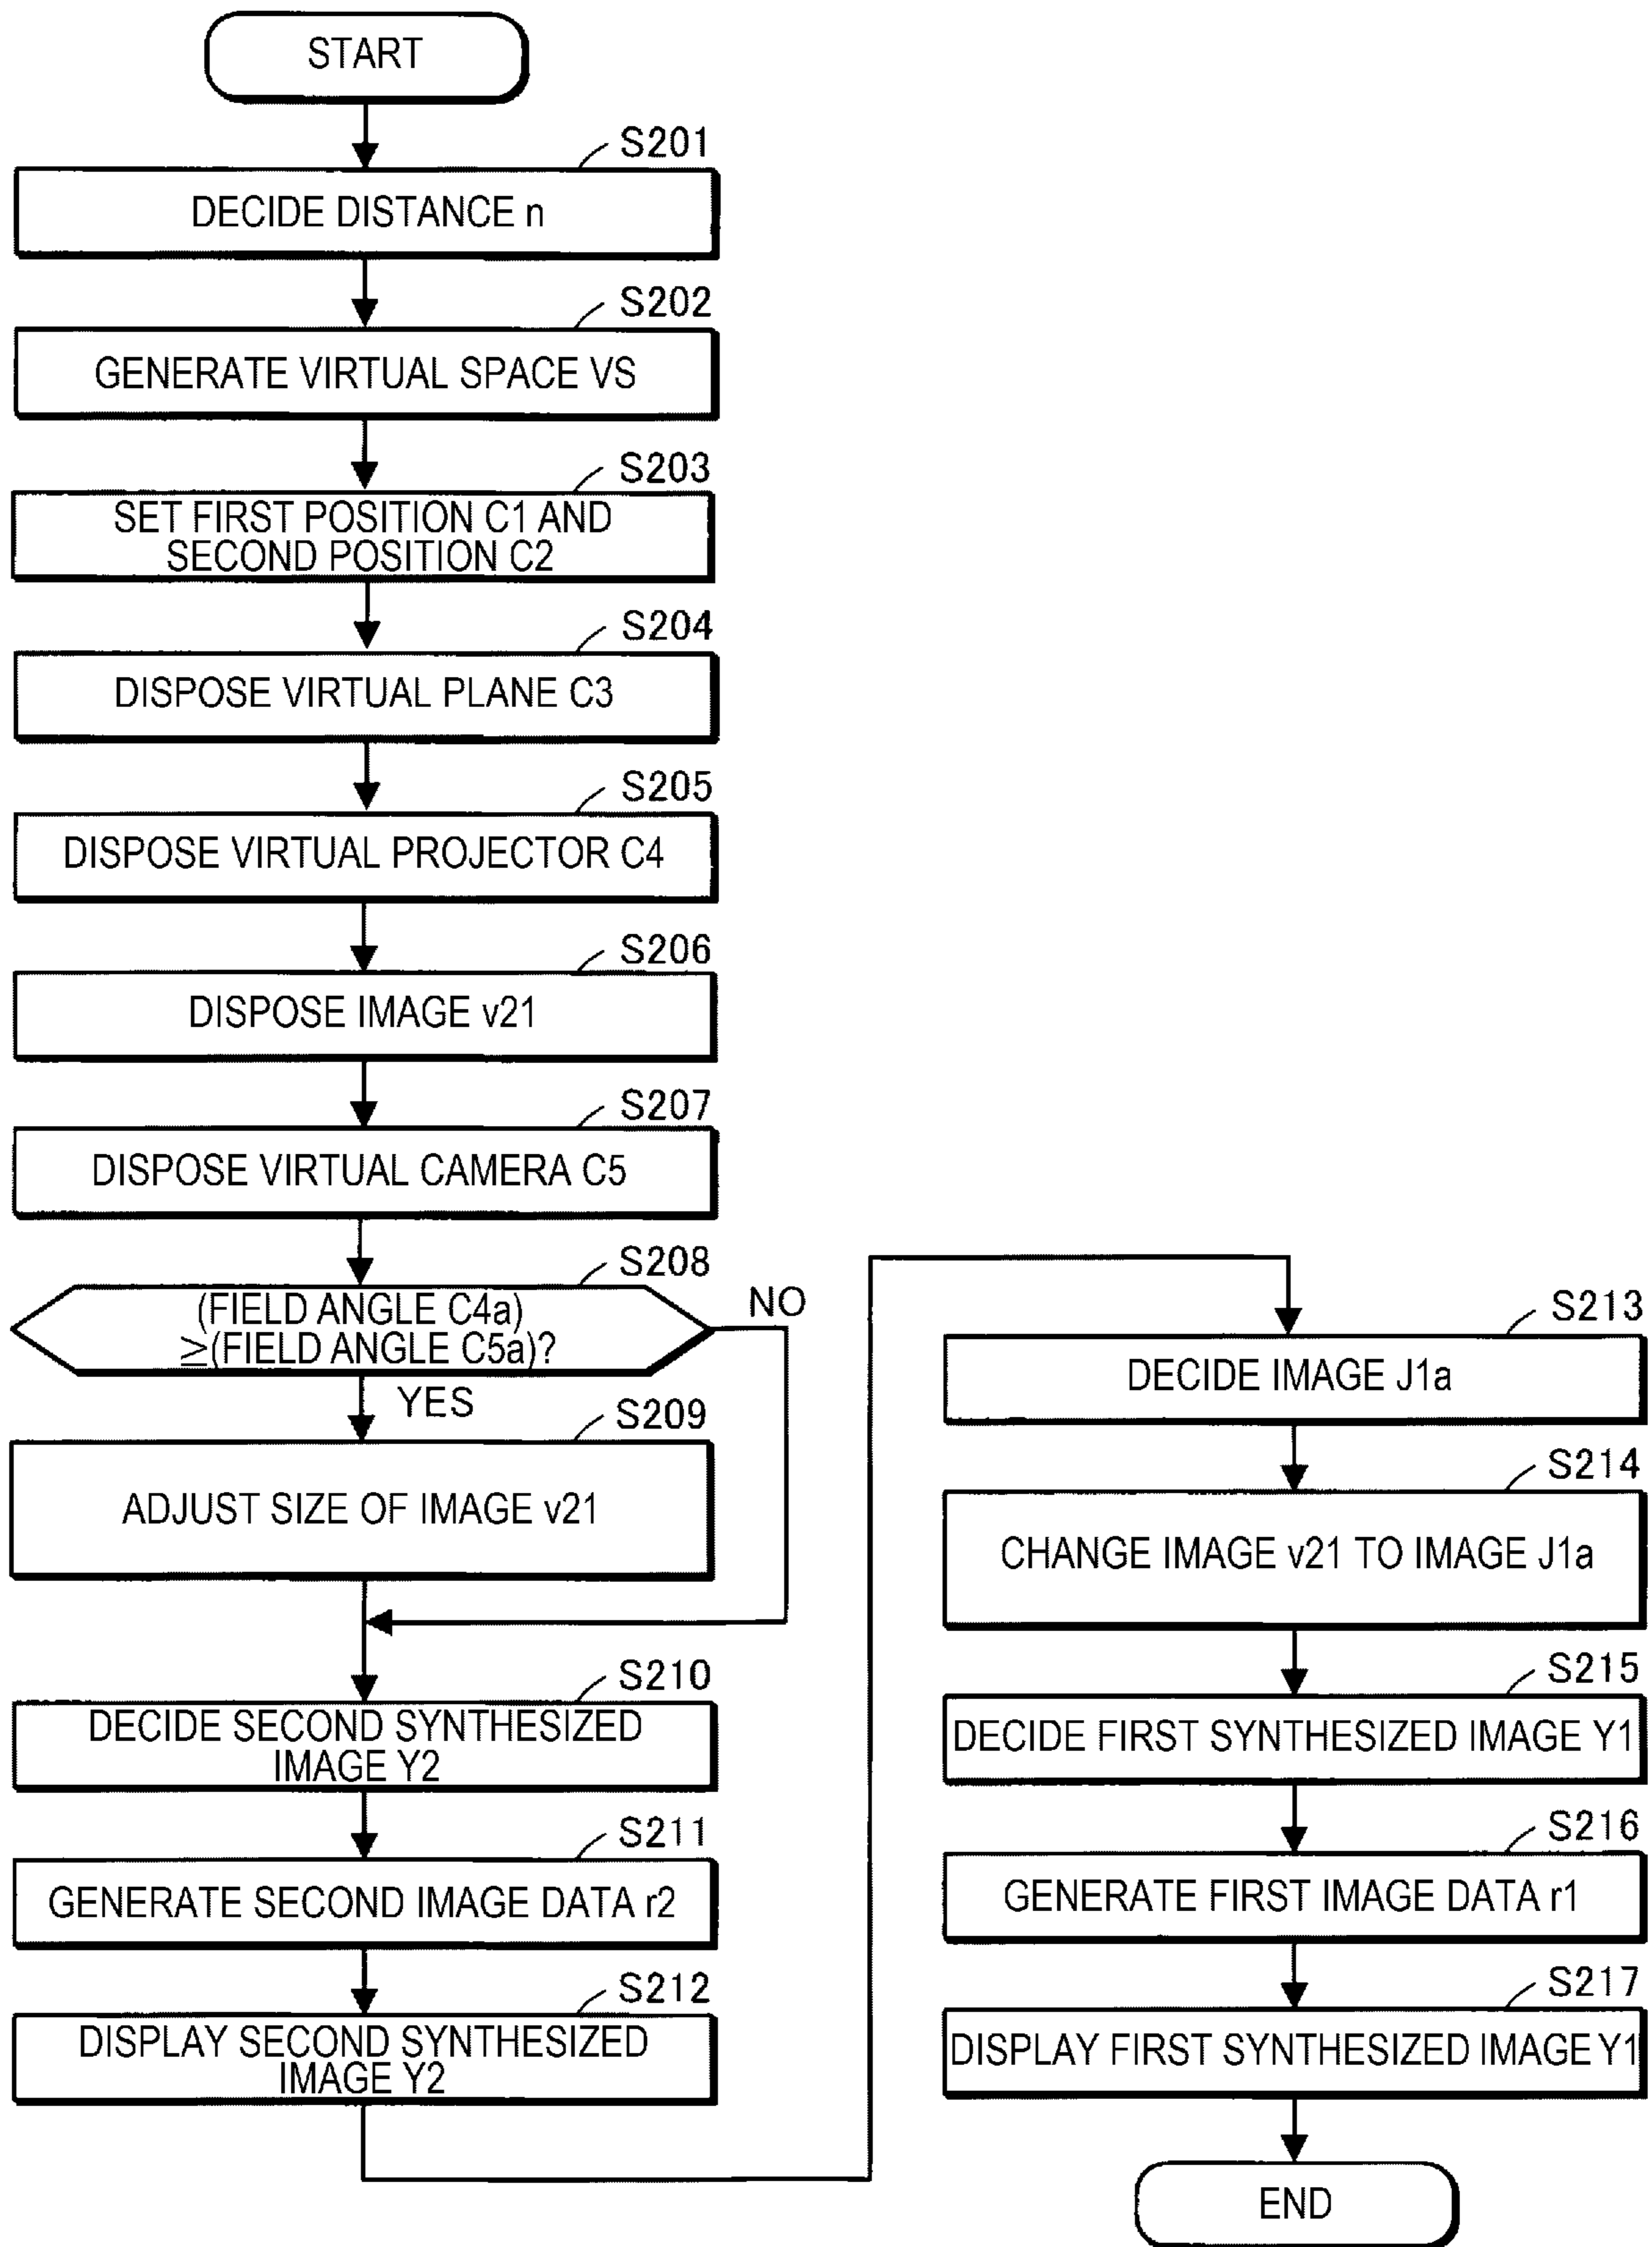 START
S201
DECIDE DISTANCE n
S202
GENERATE VIRTUAL SPACE VS
S203
SET FIRST POSITION C1 AND
SECOND POSITION C2
S204
DISPOSE VIRTUAL PLANE C3
S205
DISPOSE VIRTUAL PROJECTOR C4
S206
DISPOSE IMAGE v21
S207
DISPOSE VIRTUAL CAMERA C5
S208
(FIELD ANGLE C4a)
≥(FIELD ANGLE C5a)?
NO
YES
S209
ADJUST SIZE OF IMAGE v21
S210
DECIDE SECOND SYNTHESIZED
IMAGE Y2
S211
GENERATE SECOND IMAGE DATA r2
S212
DISPLAY SECOND SYNTHESIZED
IMAGE Y2
S213
DECIDE IMAGE J1a
S214
CHANGE IMAGE v21 TO IMAGE J1a
S215
DECIDE FIRST SYNTHESIZED IMAGE Y1
S216
GENERATE FIRST IMAGE DATA r1
S217
DISPLAY FIRST SYNTHESIZED IMAGE Y1
END